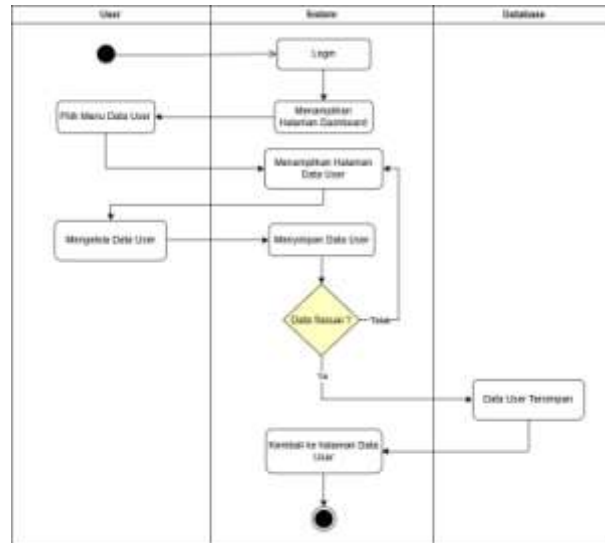 User
Sistem
Database
Login
Menampilkan
Halaman Dashboard
Pilih Menu Data User
Menampilkan Halaman
Data User
Mengelola Data User
Menyimpan Data User
Data Sesuai ?
Tidak
Ya
Data User Tersimpan
Kembali ke halaman Data
User